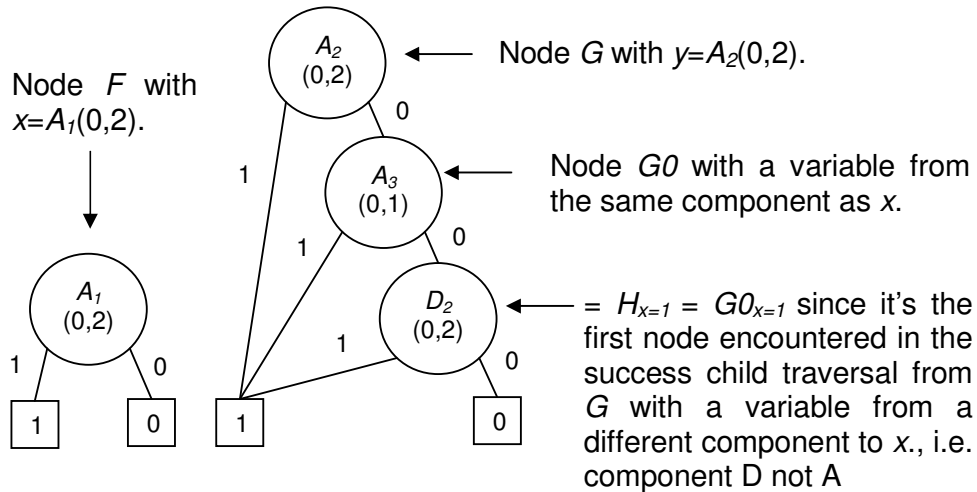 Node F with
x=A1(0,2).
A1
(0,2)
1
0
1
0
A2
(0,2)
Node G with y=A2(0,2).
0
1
A3
(0,1)
Node G0 with a variable from
the same component as x.
1
0
D2
(0,2)
1
0
1
0
= Hx=1 = G0x=1 since it's the
first node encountered in the
success child traversal from
G with a variable from a
different component to x., i.e.
component D not A